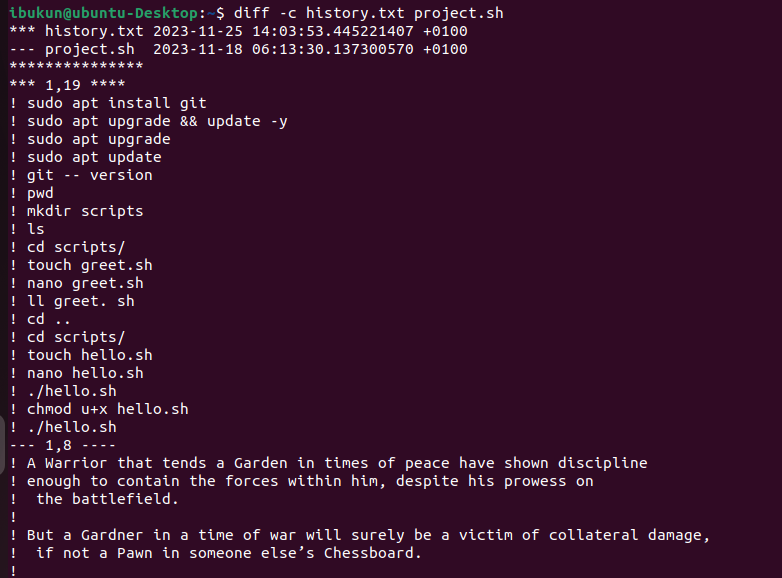 ibukun@ubuntu-Desktop:~$ diff -c history.txt project.sh
*** history.txt 2023-11-25 14:03:53.445221407 +0100
--- project.sh  2023-11-18 06:13:30.137300570 +0100
***************
*** 1,19 ****
! sudo apt install git
! sudo apt upgrade && update -y
! sudo apt upgrade
! sudo apt update
! git -- version
! pwd
! mkdir scripts
! ls
! cd scripts/
! touch greet.sh
! nano greet.sh
! ll greet. sh
! cd ..
! cd scripts/
! touch hello.sh
! nano hello.sh
! ./hello.sh
! chmod u+x hello.sh
! ./hello.sh
--- 1,8 ----
! A Warrior that tends a Garden in times of peace have shown discipline
! enough to contain the forces within him, despite his prowess on
!  the battlefield.
!
! But a Gardner in a time of war will surely be a victim of collateral damage,
!  if not a Pawn in someone else’s Chessboard.
!